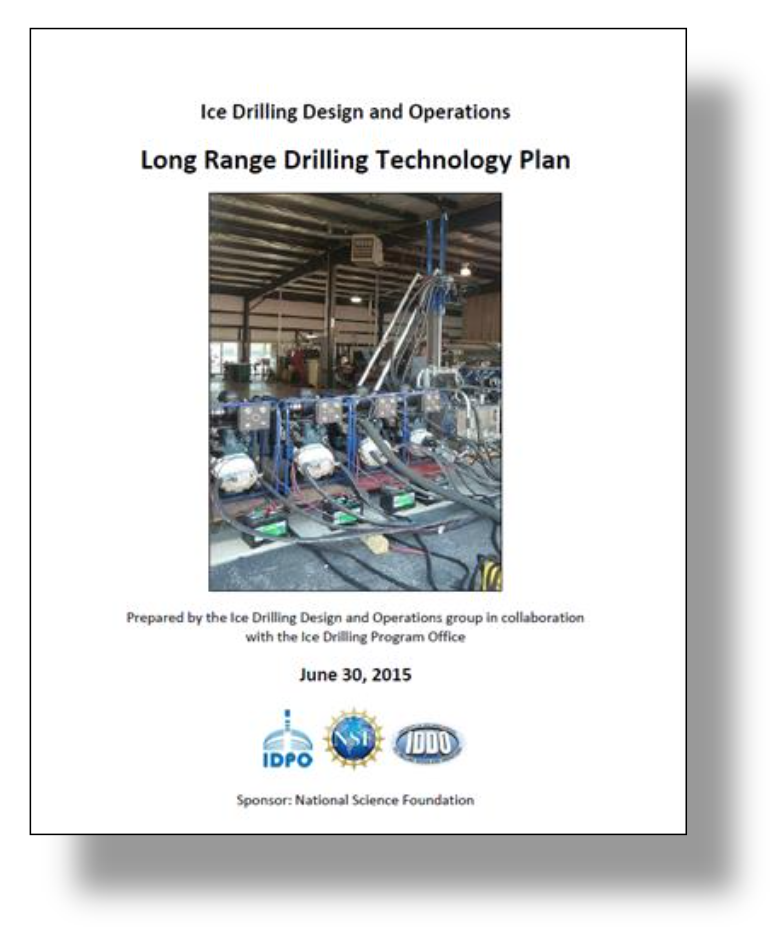 Ice Drilling Design and Operations
Long Range Drilling Technology Plan
Prepared by the Ice Drilling Design and Operations group in collaboration
with the Ice Drilling Program Office
June 30, 2015
IDPO
NSF
IDDO
Sponsor: National Science Foundation